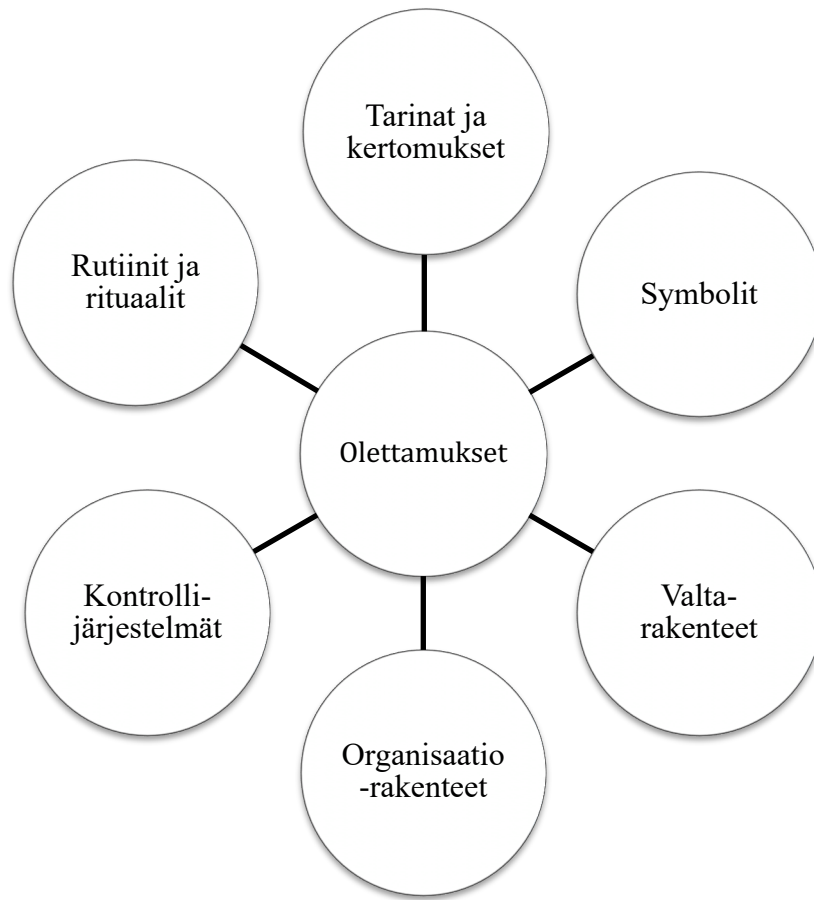 Tarinat ja
kertomukset
Rutiinit ja
rituaalit
Symbolit
Olettamukset
Kontrolli-
järjestelmät
Valta-
rakenteet
Organisaatio
-rakenteet